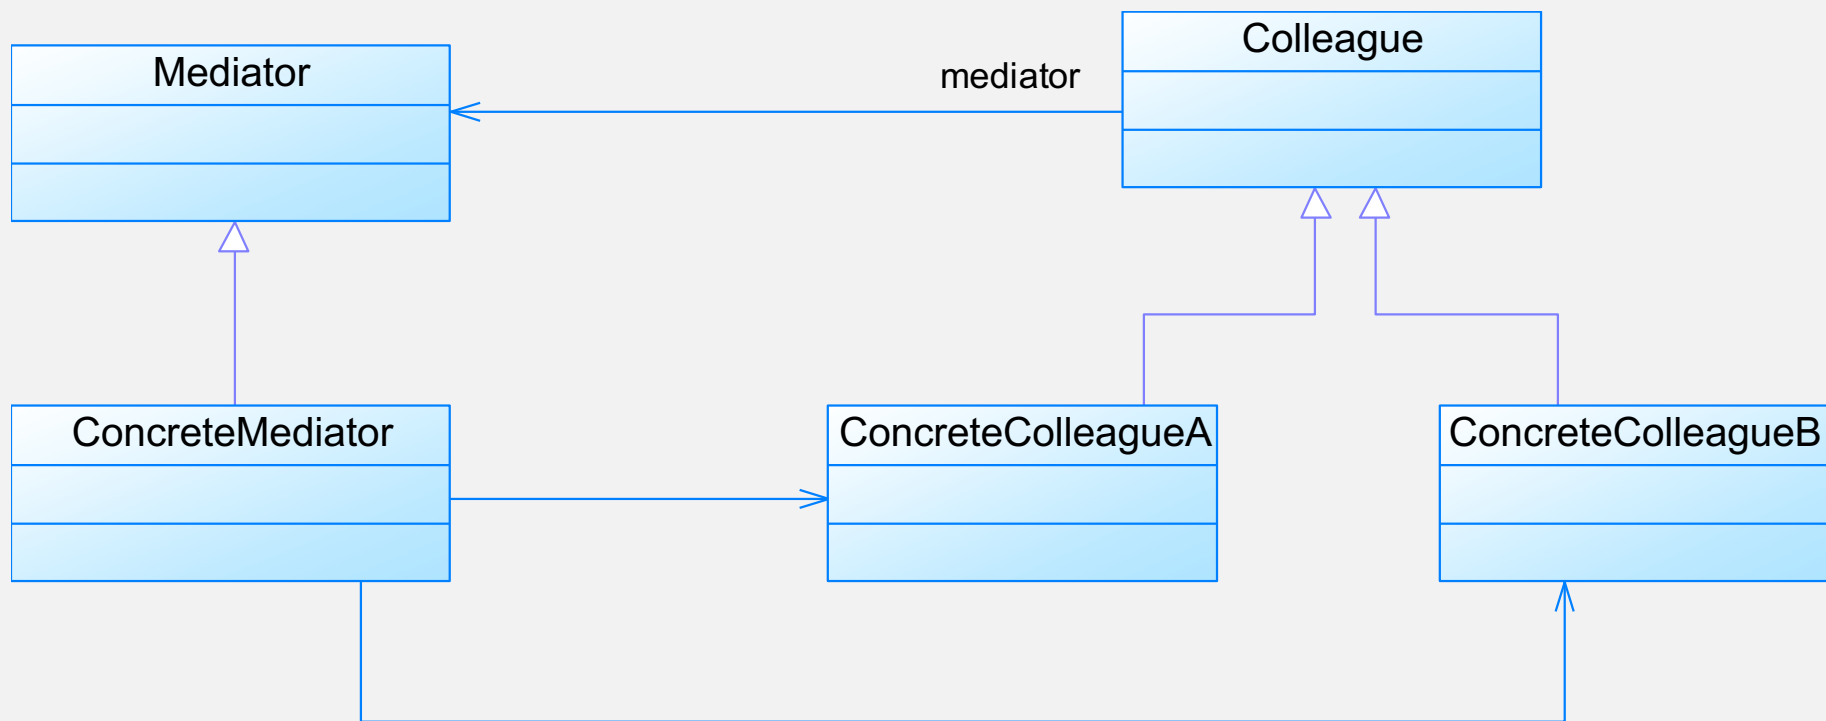 Colleague
Mediator
mediator
ConcreteMediator
ConcreteColleagueA
ConcreteColleagueB